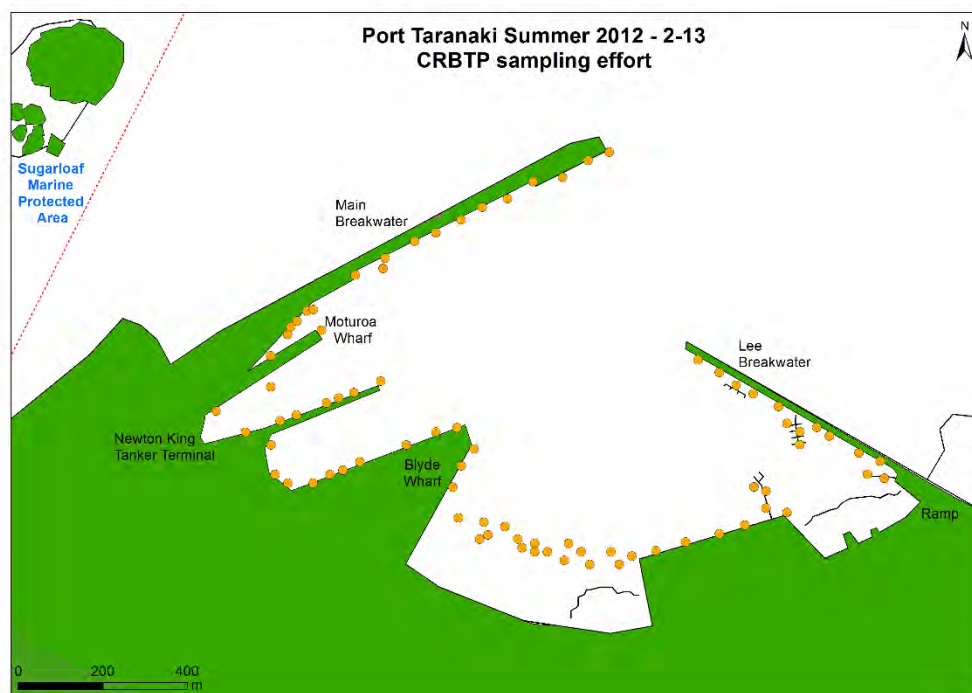 Port Taranaki Summer 2012 - 2-13
CRBTP sampling effort
N
Sugarloaf
Marine
Protected
Area
Main
Breakwater
Moturoa
Wharf
Lee
Breakwater
Newton King
Tanker Terminal
Blyde
Wharf
Ramp
0 200 400
m